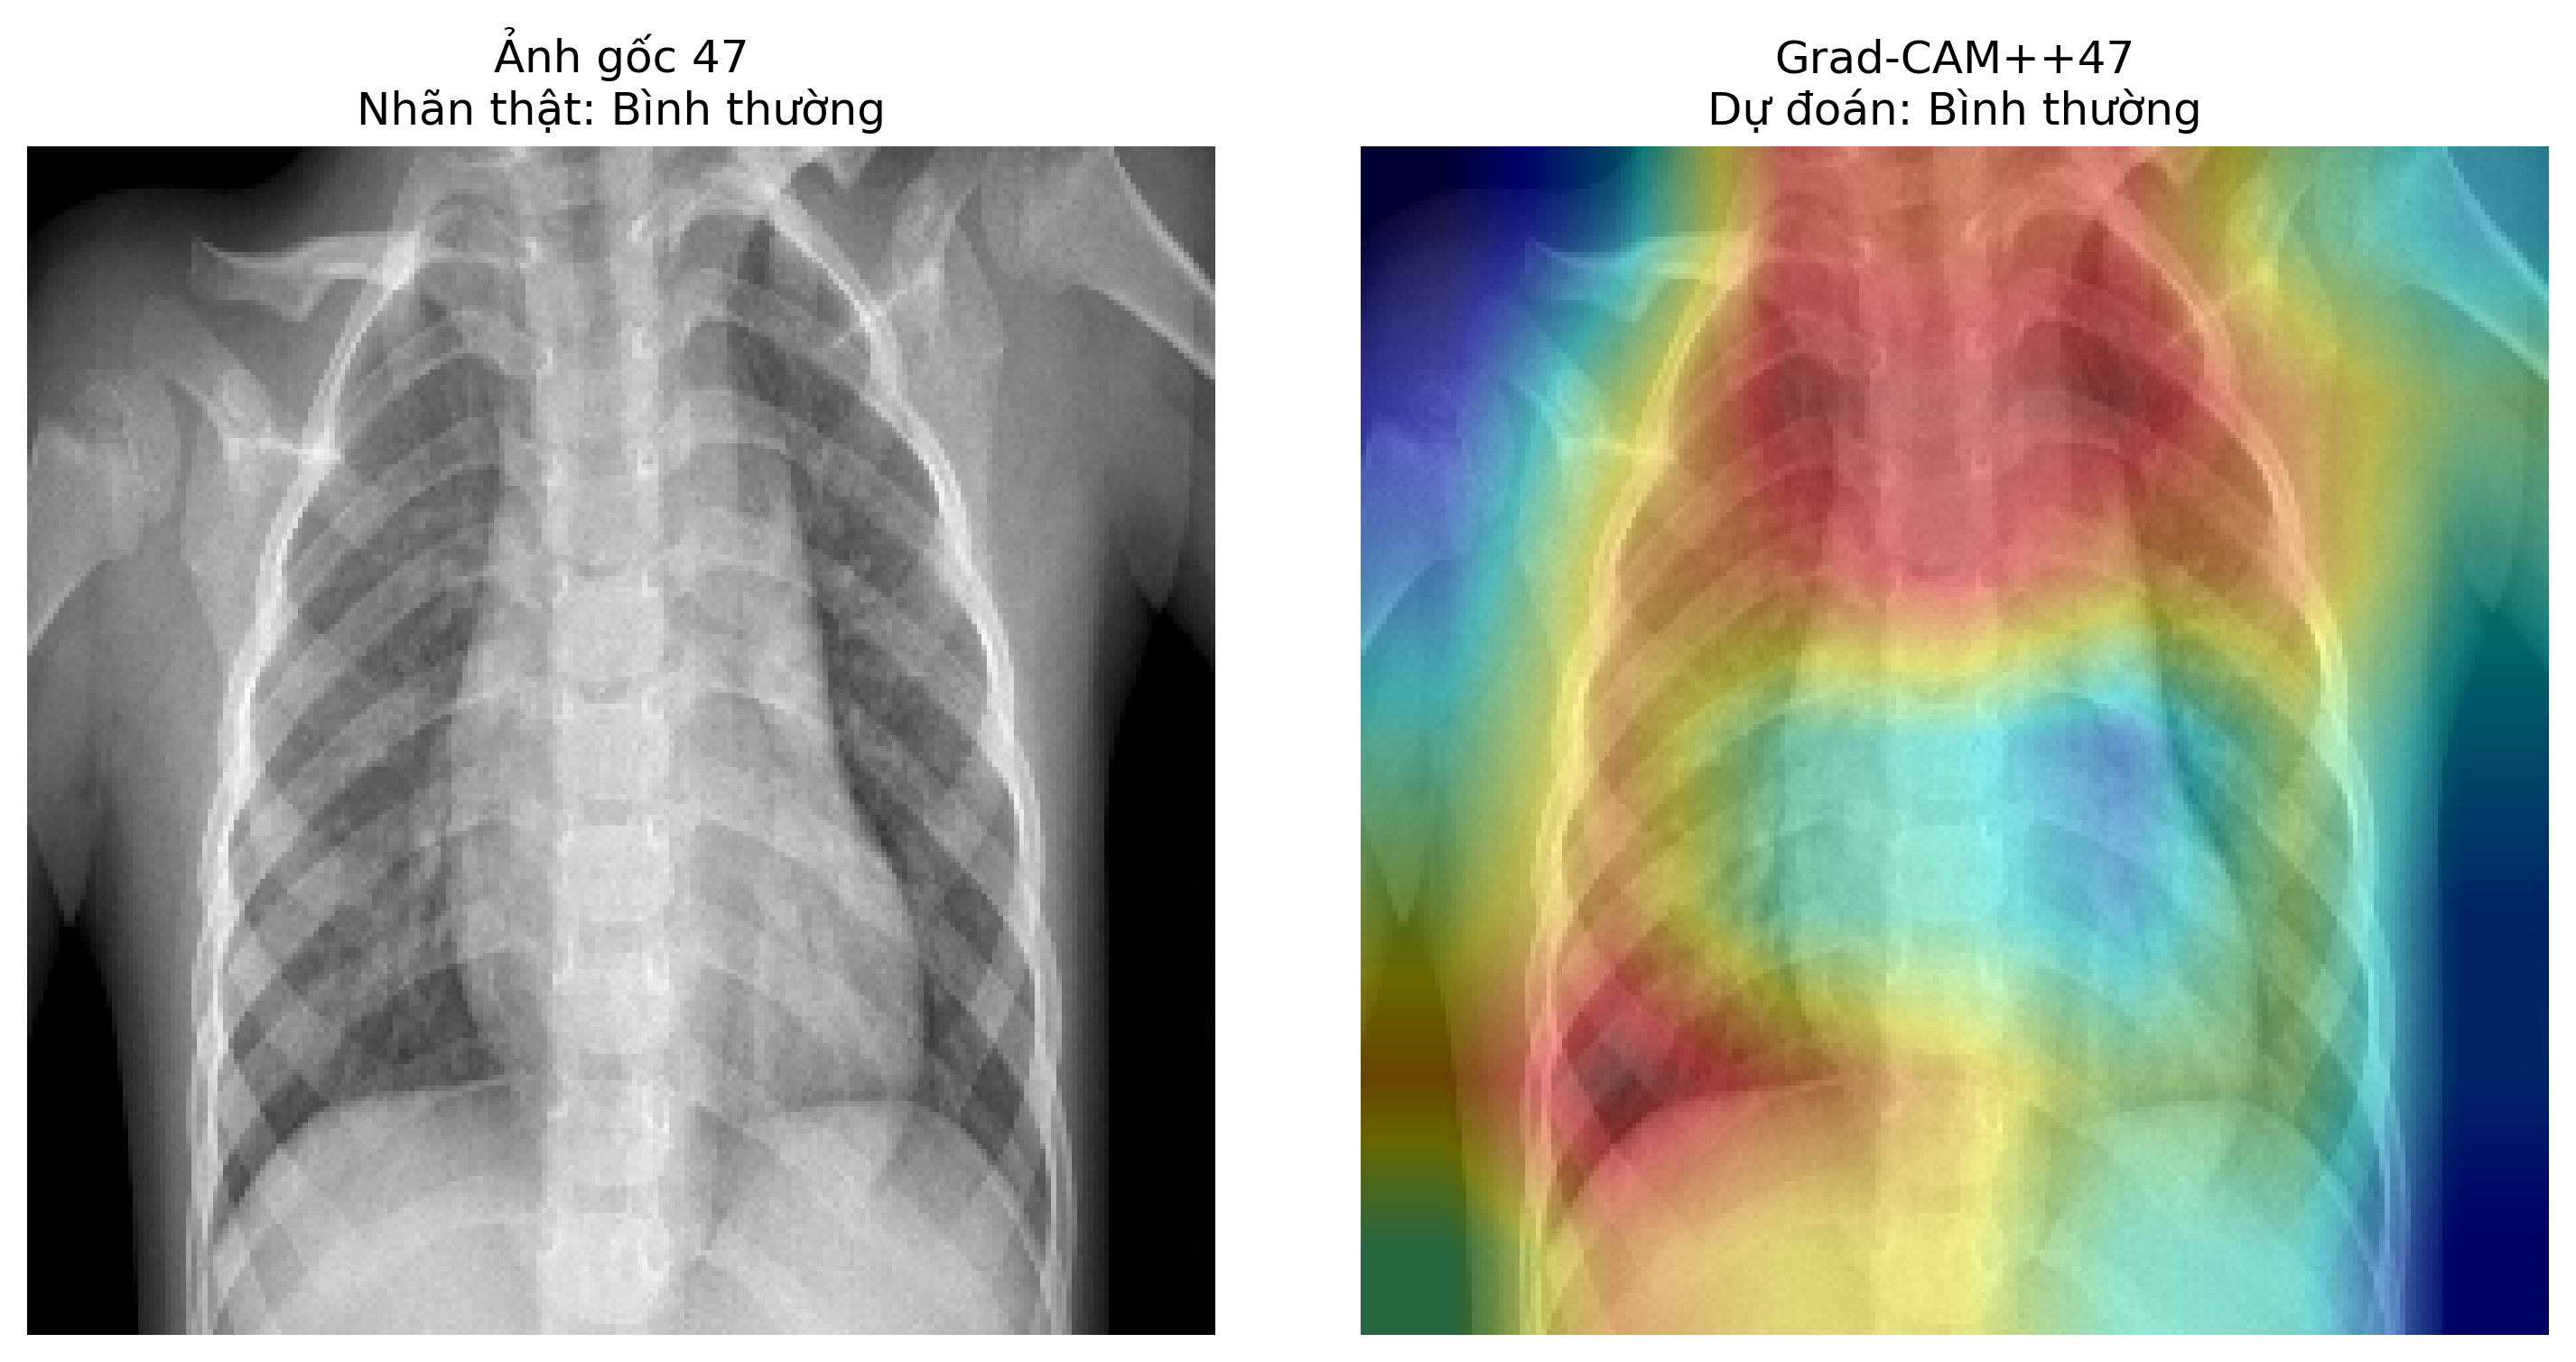 Ảnh gốc 47
Nhãn thật: Bình thường
Grad-CAM++47
Dự đoán: Bình thường